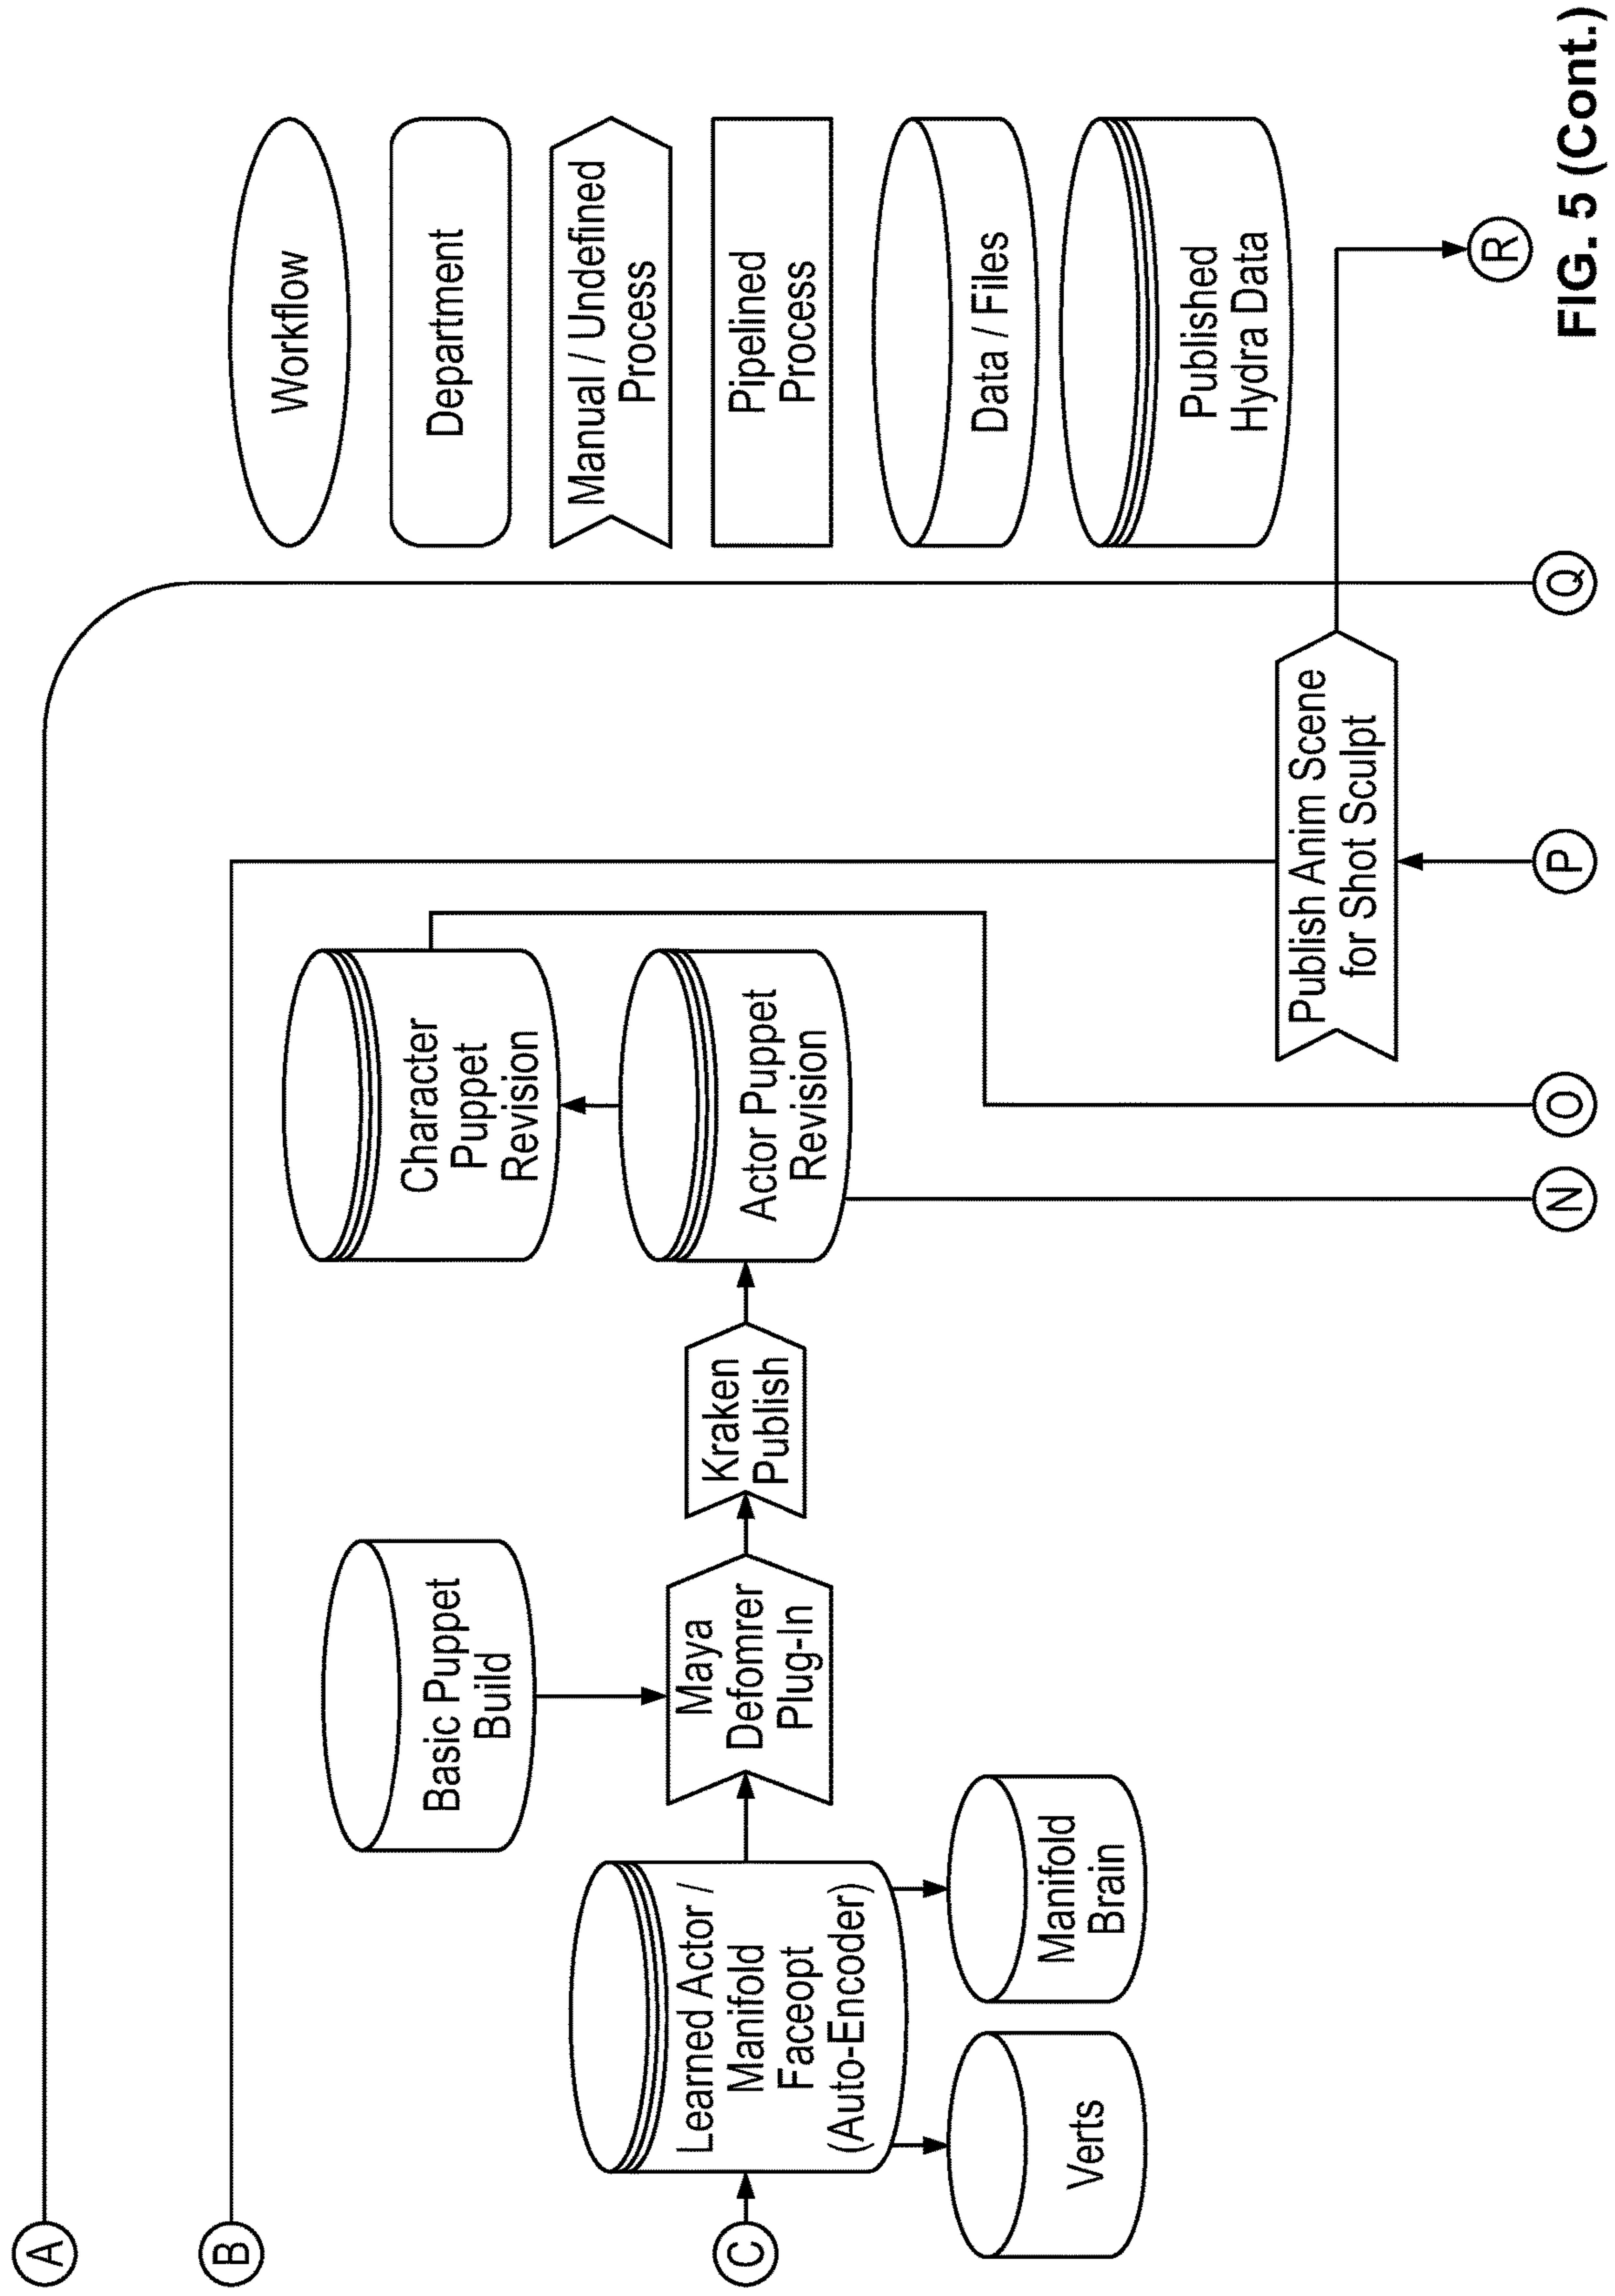 A
Workflow
Department
Manual / Undefined
Process
Pipelined
Process
Data / Files
Published
Hydra Data
B
Character
Puppet
Revision
Basic Puppet
Build
C
Learned Actor /
Manifold
Faceopt
(Auto-Encoder)
Maya
Defomrer
Plug-In
Kraken
Publish
Actor Puppet
Revision
Verts
Manifold
Brain
Publish Anim Scene
for Shot Sculpt
R
N
O
P
Q
FIG. 5 (Cont.)